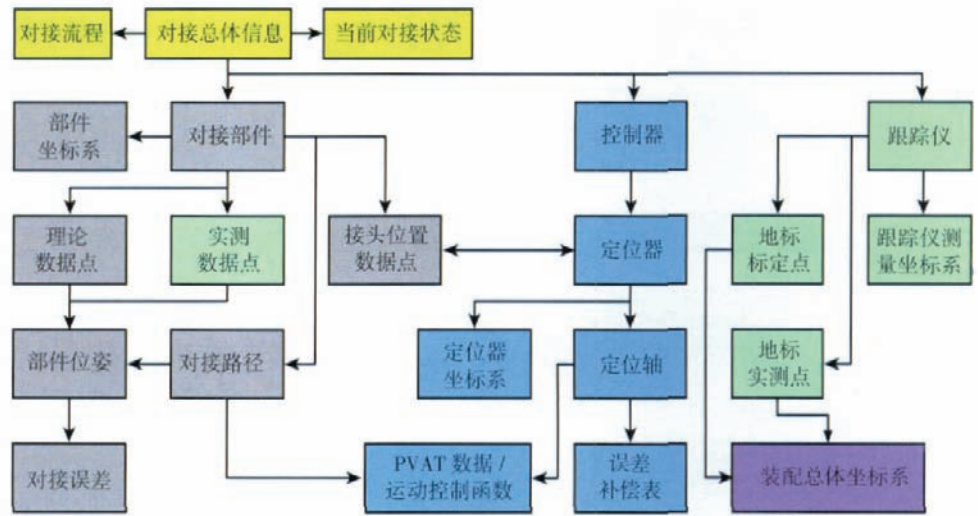 对接流程
对接总体信息
当前对接状态
部件
坐标系
对接部件
控制器
跟踪仪
理论
数据点
实测
数据点
接头位置
数据点
定位器
地标
标定点
跟踪仪测
量坐标系
部件位姿
对接路径
定位器
坐标系
定位轴
地标
实测点
对接误差
PVAT 数据 /
运动控制函数
误差
补偿表
装配总体坐标系